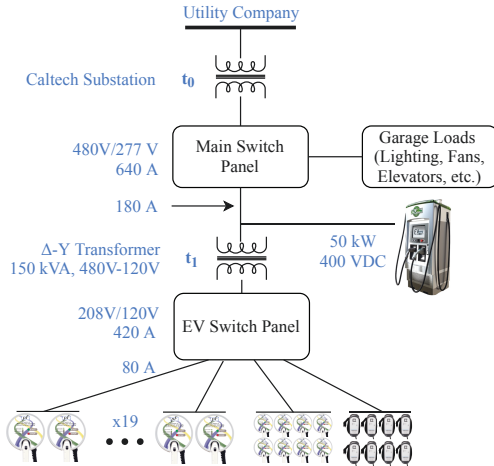 Utility Company
Caltech Substation
t0
480V/277 V
640 A
Main Switch
Panel
Garage Loads
(Lighting, Fans,
Elevators, etc.)
180 A
Δ-Y Transformer
150 kVA, 480V-120V
t1
50 kW
400 VDC
208V/120V
420 A
EV Switch Panel
80 A
x19